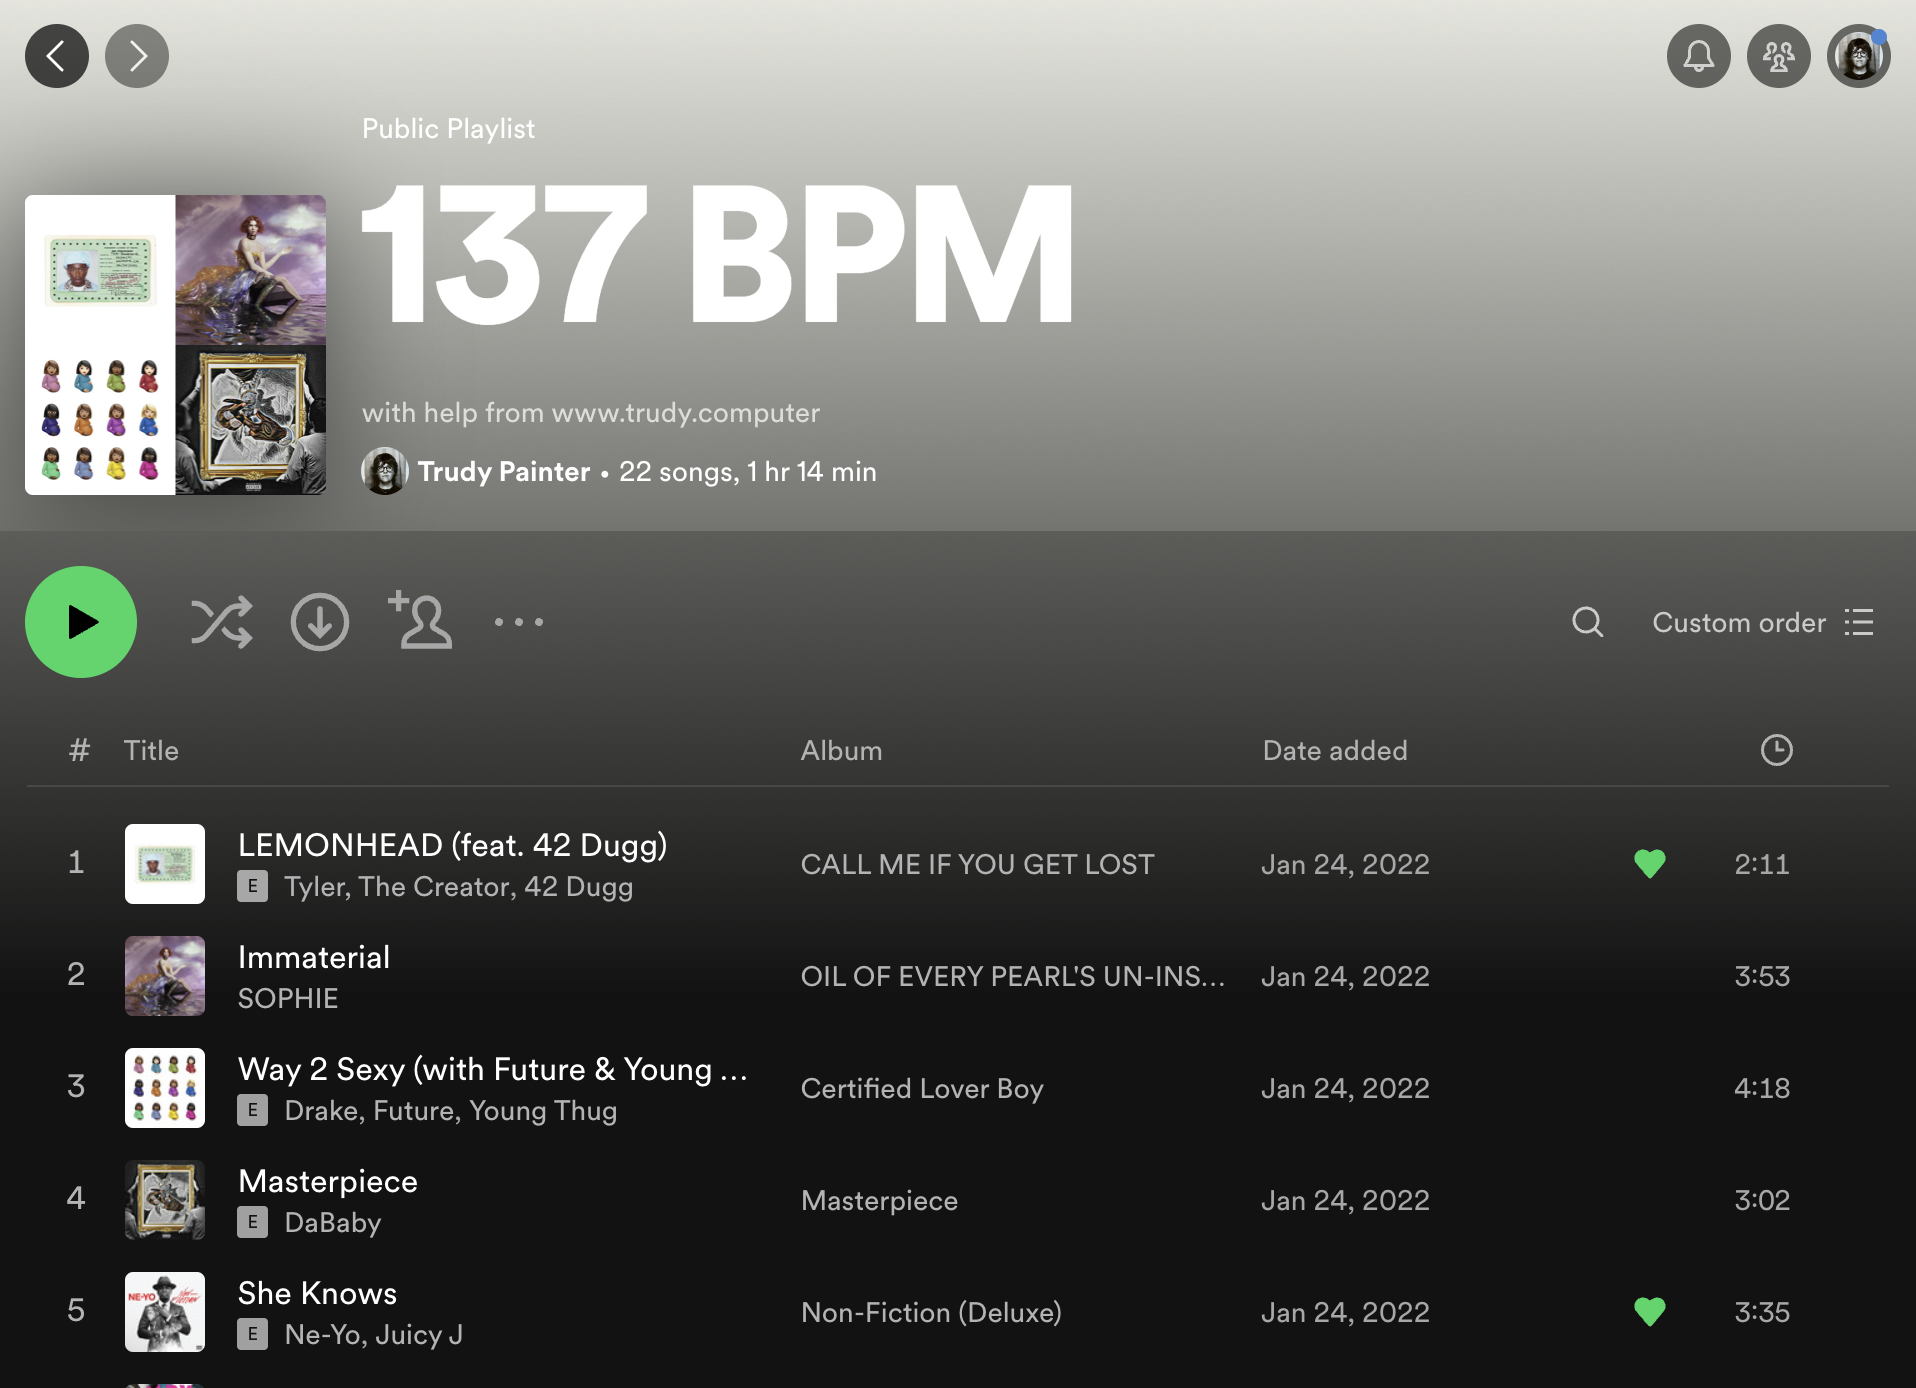 Public Playlist
137 BPM
with help from www.trudy.computer
Trudy Painter • 22 songs, 1 hr 14 min
Custom order
# Title Album Date added
1 LEMONHEAD (feat. 42 Dugg) CALL ME IF YOU GET LOST Jan 24, 2022 2:11
E Tyler, The Creator, 42 Dugg
2 Immaterial OIL OF EVERY PEARL'S UN-INS... Jan 24, 2022 3:53
SOPHIE
3 Way 2 Sexy (with Future & Young ... Certified Lover Boy Jan 24, 2022 4:18
E Drake, Future, Young Thug
4 Masterpiece Masterpiece Jan 24, 2022 3:02
E DaBaby
NE-YO
5 She Knows Non-Fiction (Deluxe) Jan 24, 2022 3:35
E Ne-Yo, Juicy J